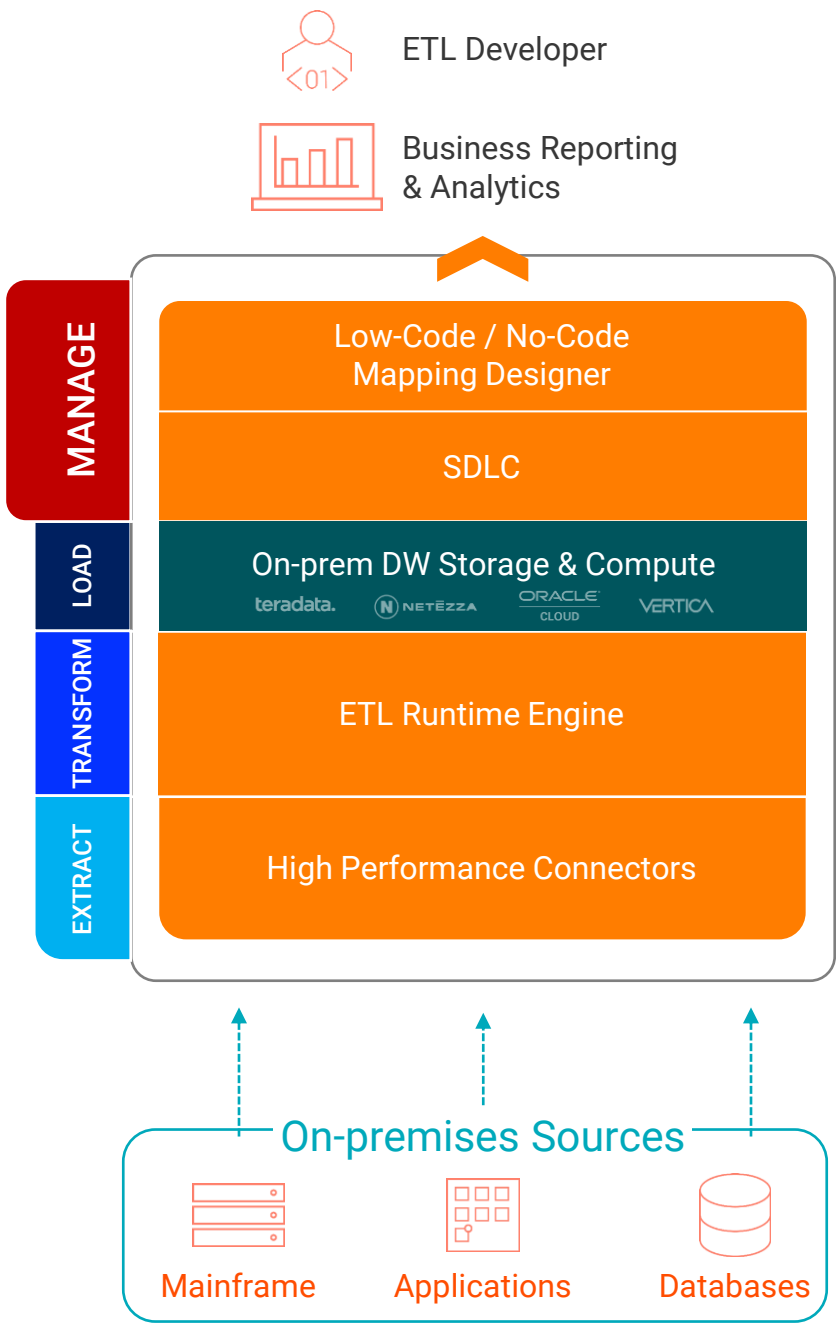 <01>
ETL Developer
Business Reporting
& Analytics
MANAGE
Low-Code / No-Code
Mapping Designer
SDLC
LOAD
On-prem DW Storage & Compute
teradata.
N NETĒZZA
ORACLE
CLOUD
VERTICA
TRANSFORM
ETL Runtime Engine
EXTRACT
High Performance Connectors
On-premises Sources
Mainframe
Applications
Databases